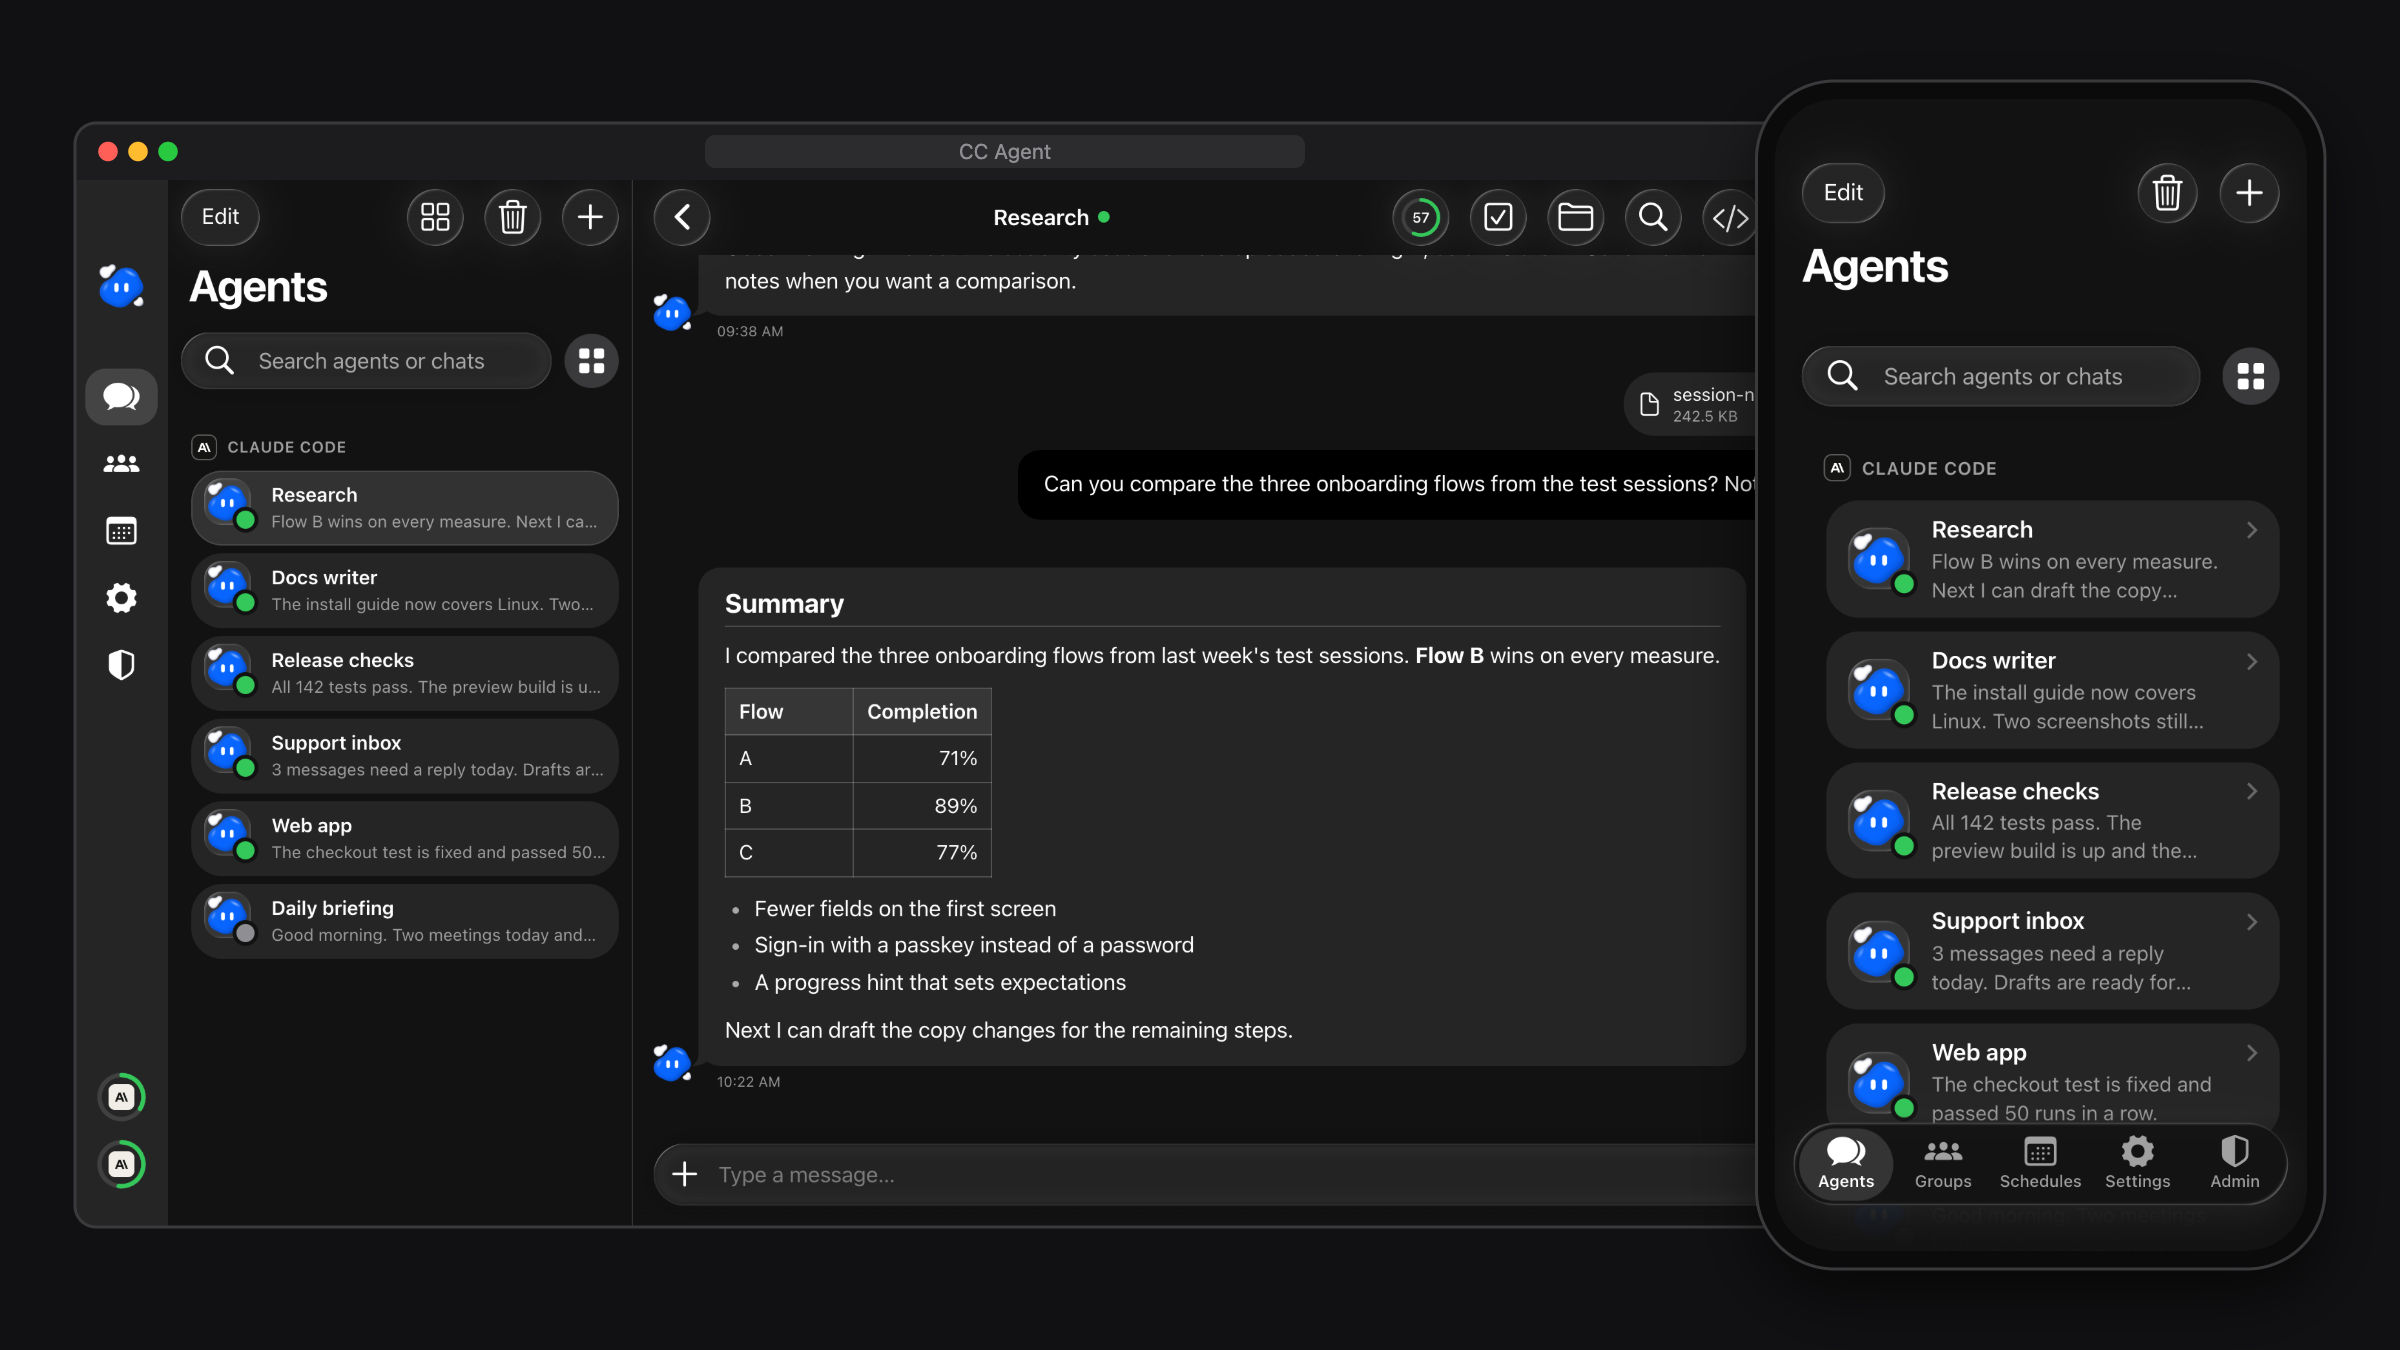 CC Agent
Edit
Agents
Search agents or chats
CLAUDE CODE
Research
Flow B wins on every measure. Next I ca...
Docs writer
The install guide now covers Linux. Two...
Release checks
All 142 tests pass. The preview build is u...
Support inbox
3 messages need a reply today. Drafts ar...
Web app
The checkout test is fixed and passed 50...
Daily briefing
Good morning. Two meetings today and...
Research
57
notes when you want a comparison.
09:38 AM
session-n
242.5 KB
Can you compare the three onboarding flows from the test sessions? Not
Summary
I compared the three onboarding flows from last week's test sessions. Flow B wins on every measure.
Flow Completion
A 71%
B 89%
C 77%
• Fewer fields on the first screen
• Sign-in with a passkey instead of a password
• A progress hint that sets expectations
Next I can draft the copy changes for the remaining steps.
10:22 AM
Type a message...
Edit
Agents
Search agents or chats
CLAUDE CODE
Research
Flow B wins on every measure.
Next I can draft the copy...
Docs writer
The install guide now covers
Linux. Two screenshots still...
Release checks
All 142 tests pass. The
preview build is up and the...
Support inbox
3 messages need a reply
today. Drafts are ready for...
Web app
The checkout test is fixed and
passed 50 runs in a row.
Agents Groups Schedules Settings Admin
Good morning. Two meetings